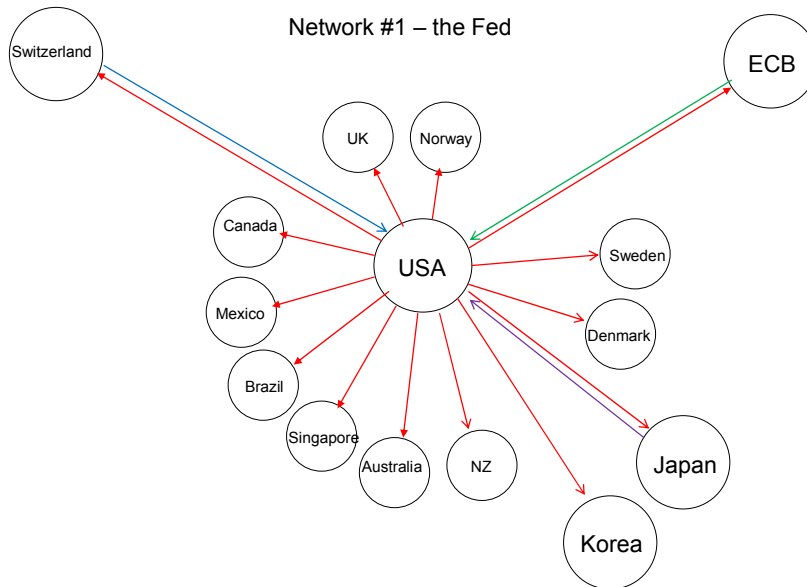 Network #1 – the Fed
Switzerland
ECB
UK
Norway
Canada
USA
Sweden
Mexico
Denmark
Brazil
Singapore
Australia
NZ
Japan
Korea